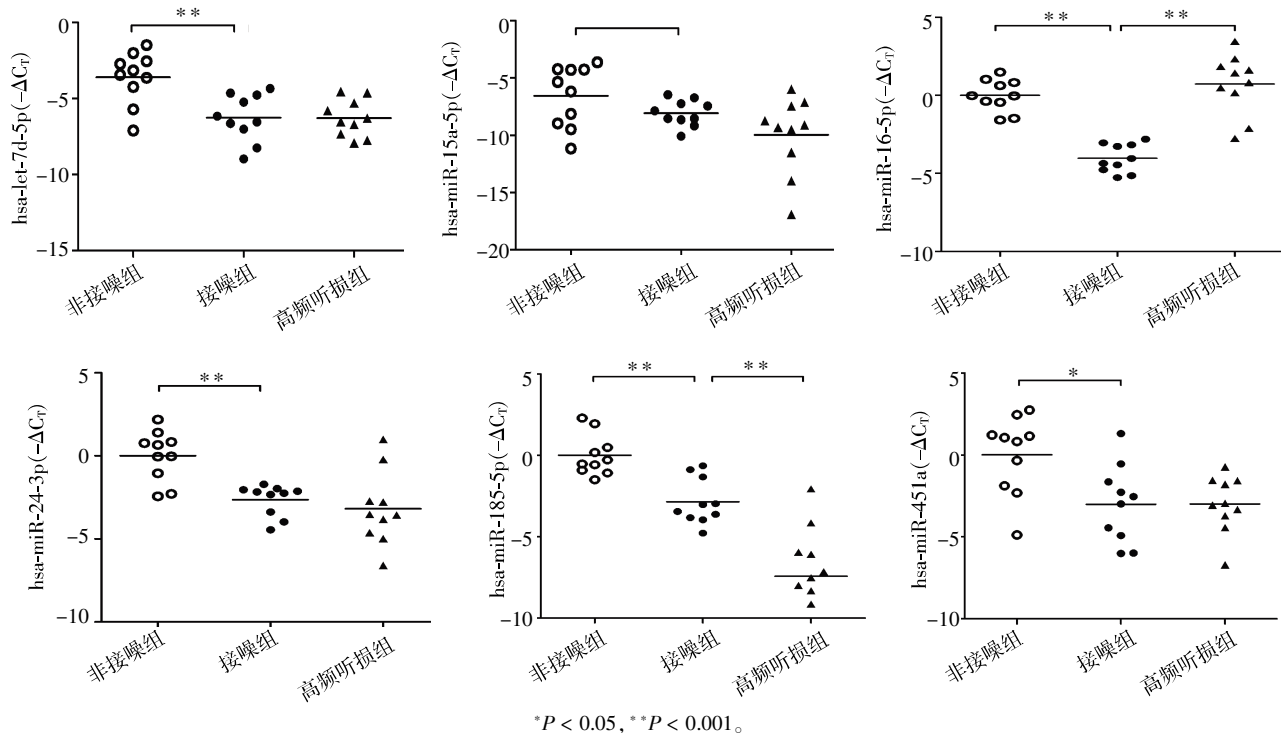 hsa-let-7d-5p(−ΔC_T)
0
−5
−10
−15
**
非接噪组
接噪组
高频听损组
hsa-miR-15a-5p(−ΔC_T)
0
−5
−10
−15
−20
非接噪组
接噪组
高频听损组
hsa-miR-16-5p(−ΔC_T)
5
0
−5
−10
**
**
非接噪组
接噪组
高频听损组
hsa-miR-24-3p(−ΔC_T)
5
0
−5
−10
**
非接噪组
接噪组
高频听损组
hsa-miR-185-5p(−ΔC_T)
5
0
−5
−10
**
**
非接噪组
接噪组
高频听损组
hsa-miR-451a(−ΔC_T)
5
0
−5
−10
*
非接噪组
接噪组
高频听损组
*P < 0.05, **P < 0.001。